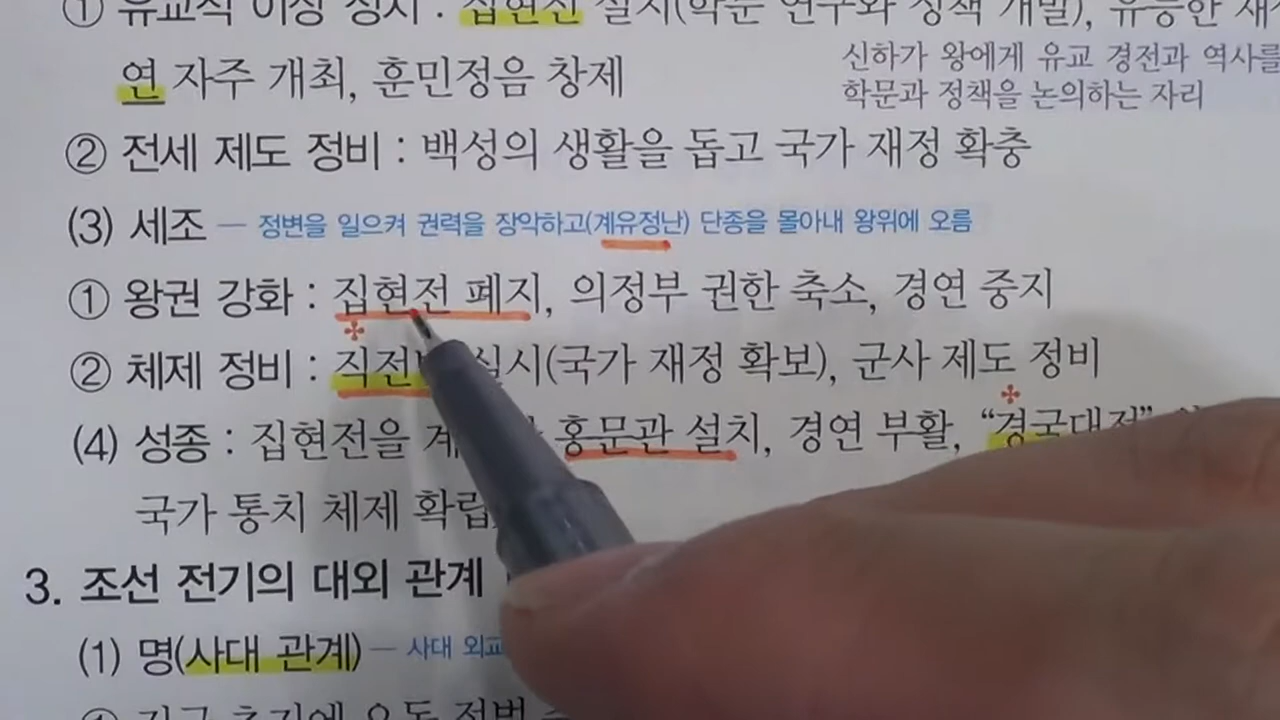 ① 유교적 이상 정치 : 집현전 설치(학문 연구와 정책 개발), 유능한
신하가 왕에게 유교 경전과 역사를
연 자주 개최, 훈민정음 창제
학문과 정책을 논의하는 자리
② 전세 제도 정비 : 백성의 생활을 돕고 국가 재정 확충
(3) 세조 — 정변을 일으켜 권력을 장악하고(계유정난) 단종을 몰아내 왕위에 오름
① 왕권 강화 : 집현전 폐지, 의정부 권한 축소, 경연 중지
② 체제 정비 : 직전 실시(국가 재정 확보), 군사 제도 정비
(4) 성종 : 집현전을 계 홍문관 설치, 경연 부활, “경국대전”
국가 통치 체제 확립
3. 조선 전기의 대외 관계
(1) 명(사대 관계) — 사대 외교